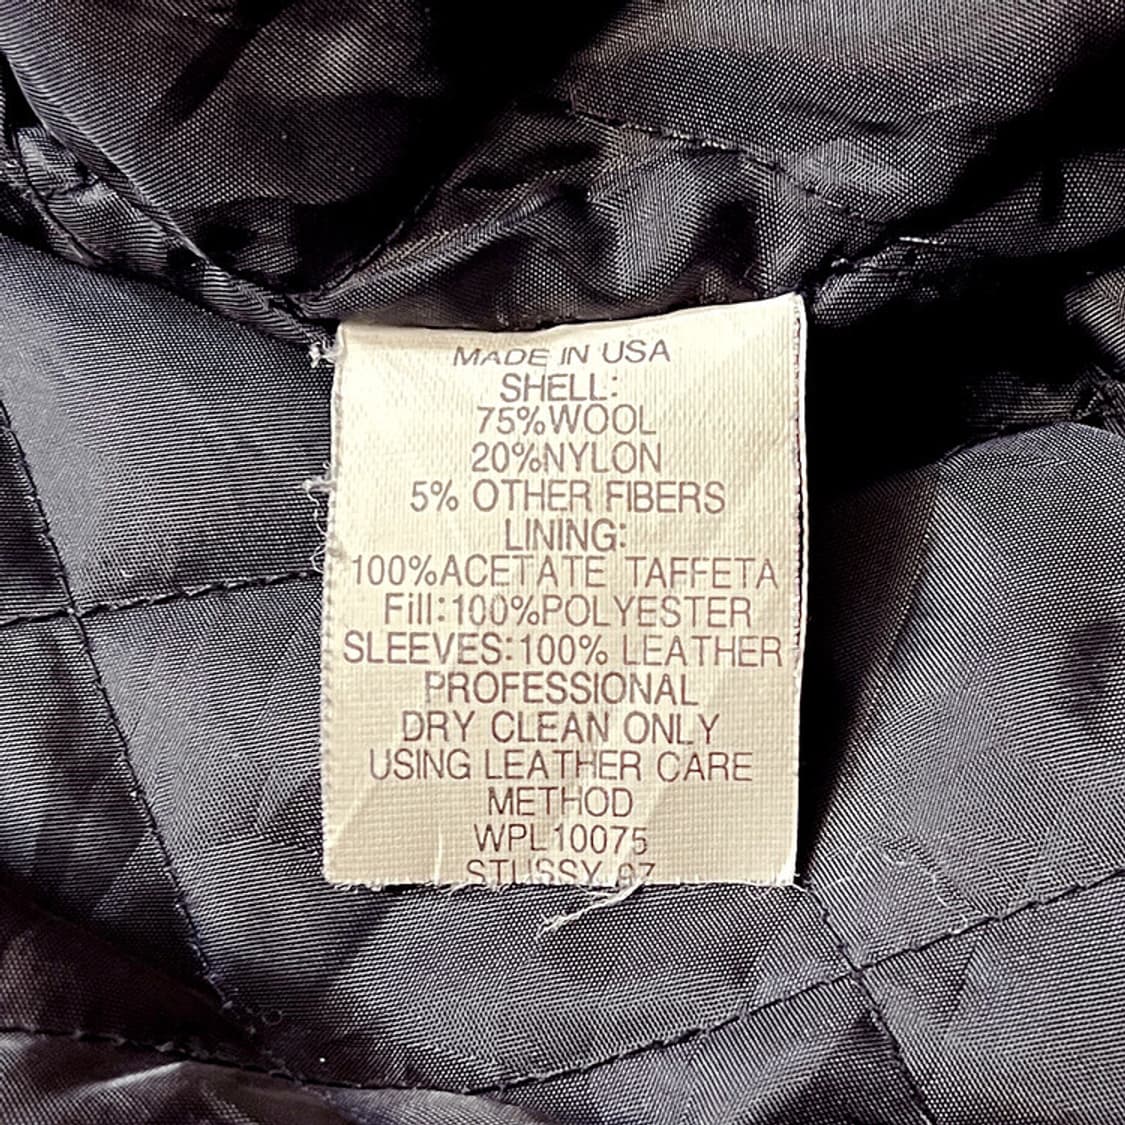 MADE IN USA
SHELL:
75%WOOL
20%NYLON
5% OTHER FIBERS
LINING:
100%ACETATE TAFFETA
Fill:100%POLYESTER
SLEEVES:100% LEATHER
PROFESSIONAL
DRY CLEAN ONLY
USING LEATHER CARE
METHOD
WPL10075
STUSSY 97